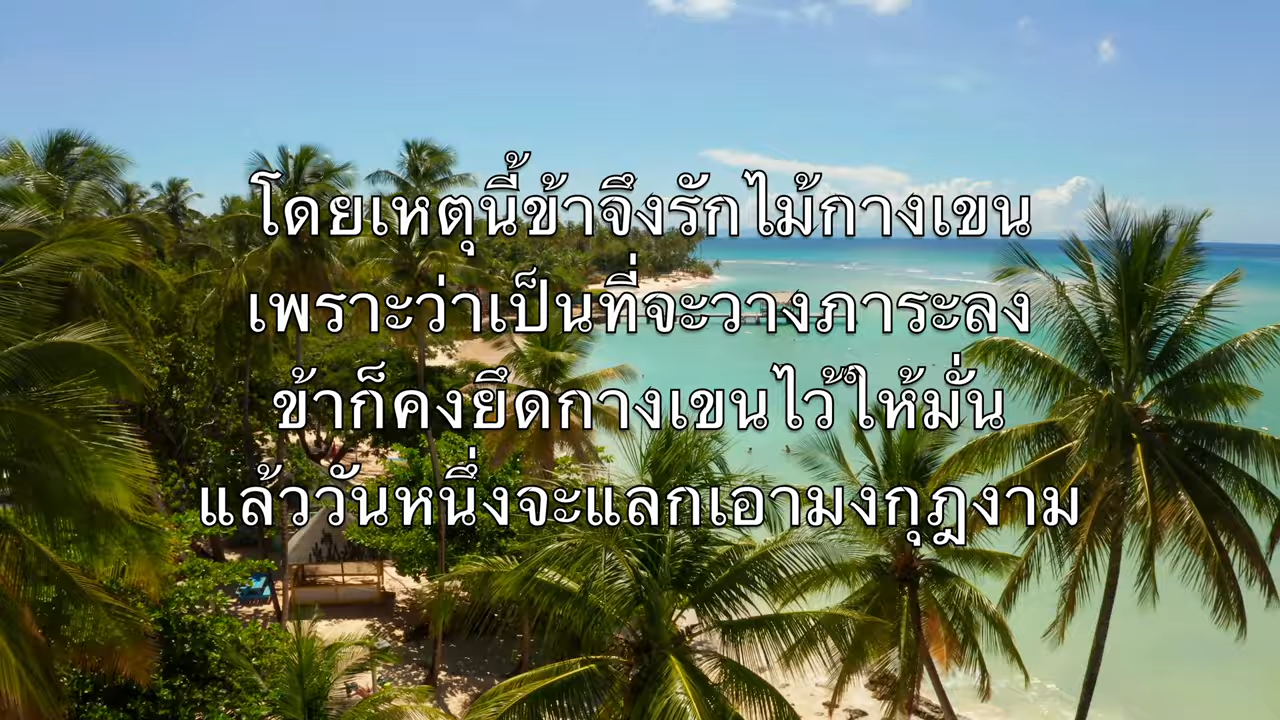 โดยเหตุนี้ข้าจึงรักไม้กางเขน
เพราะว่าเป็นที่จะวางภาระลง
ข้าก็คงยึดกางเขนไว้ให้มั่น
แล้ววันหนึ่งจะแลกเอามงกุฎงาม